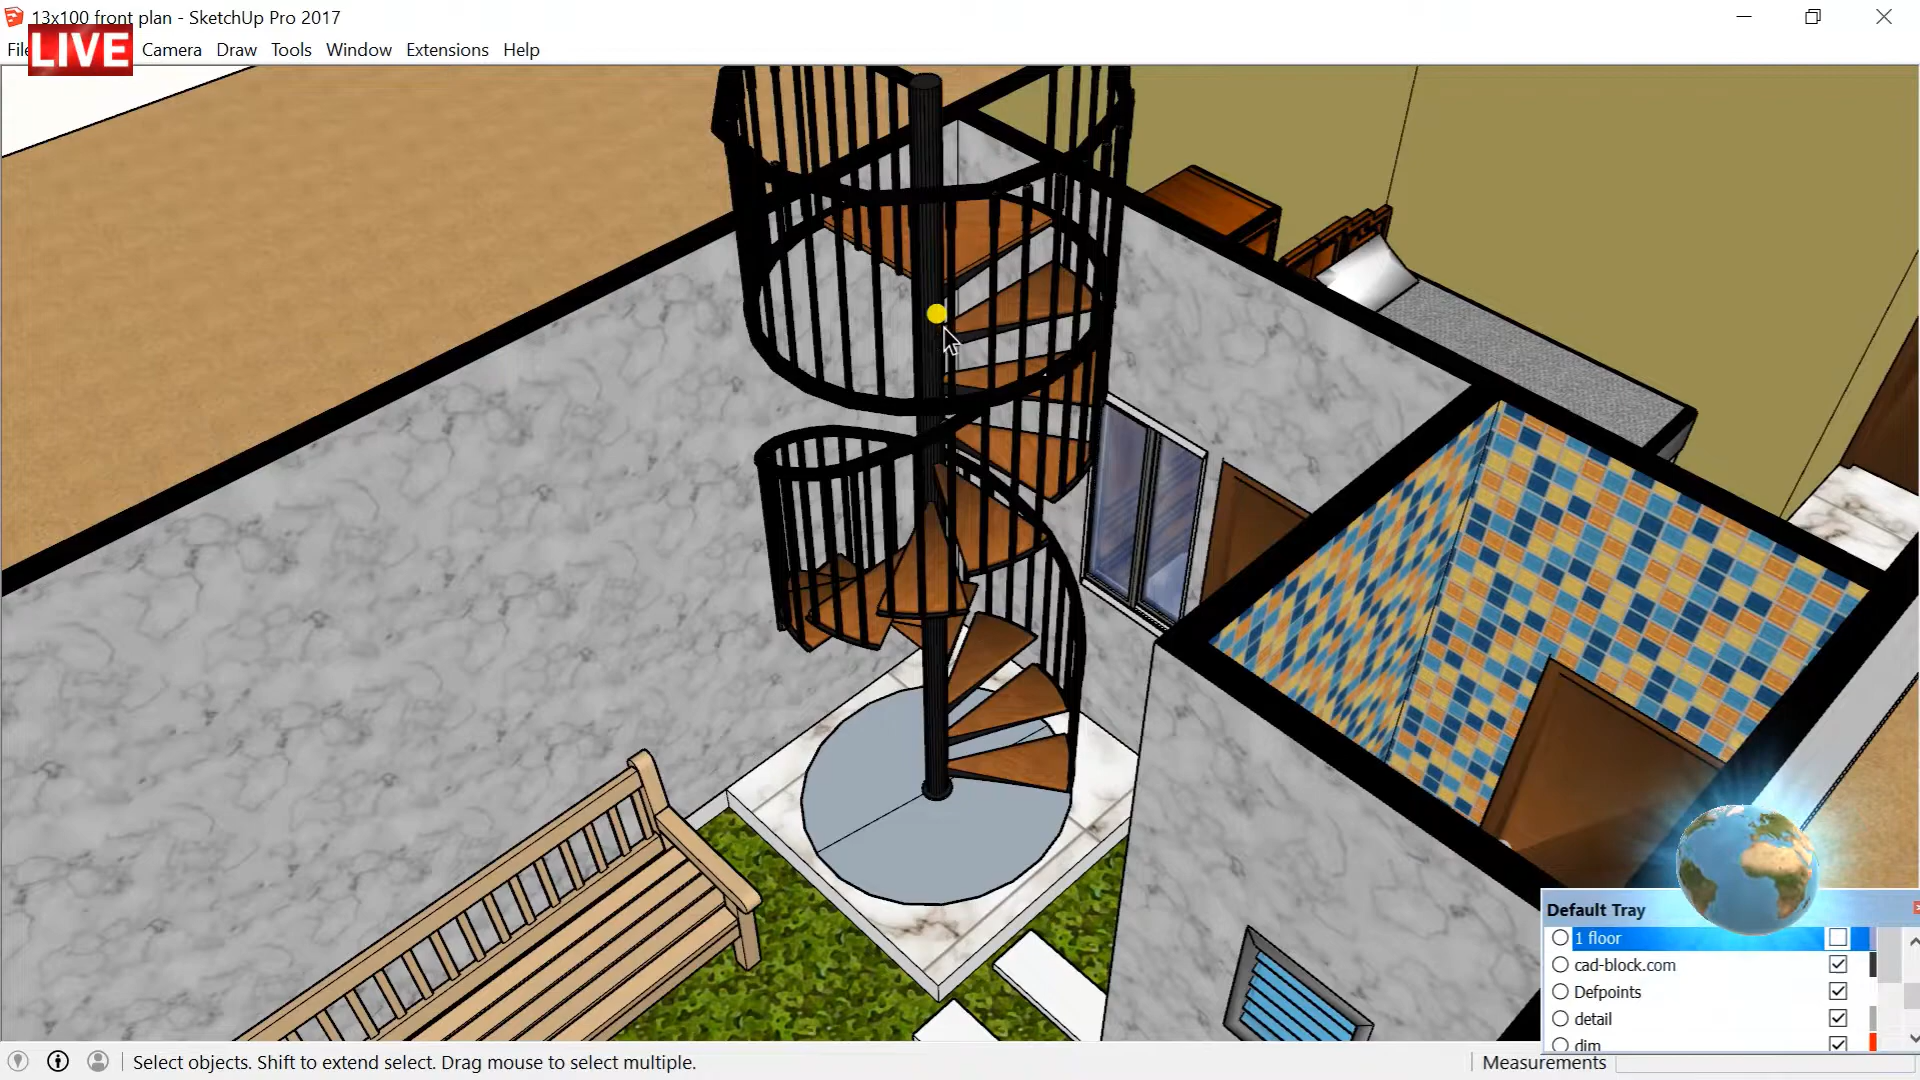 13x100 front plan - SketchUp Pro 2017
File Camera Draw Tools Window Extensions Help
LIVE
Default Tray
1 floor
cad-block.com
Defpoints
detail
dim
Select objects. Shift to extend select. Drag mouse to select multiple.
Measurements